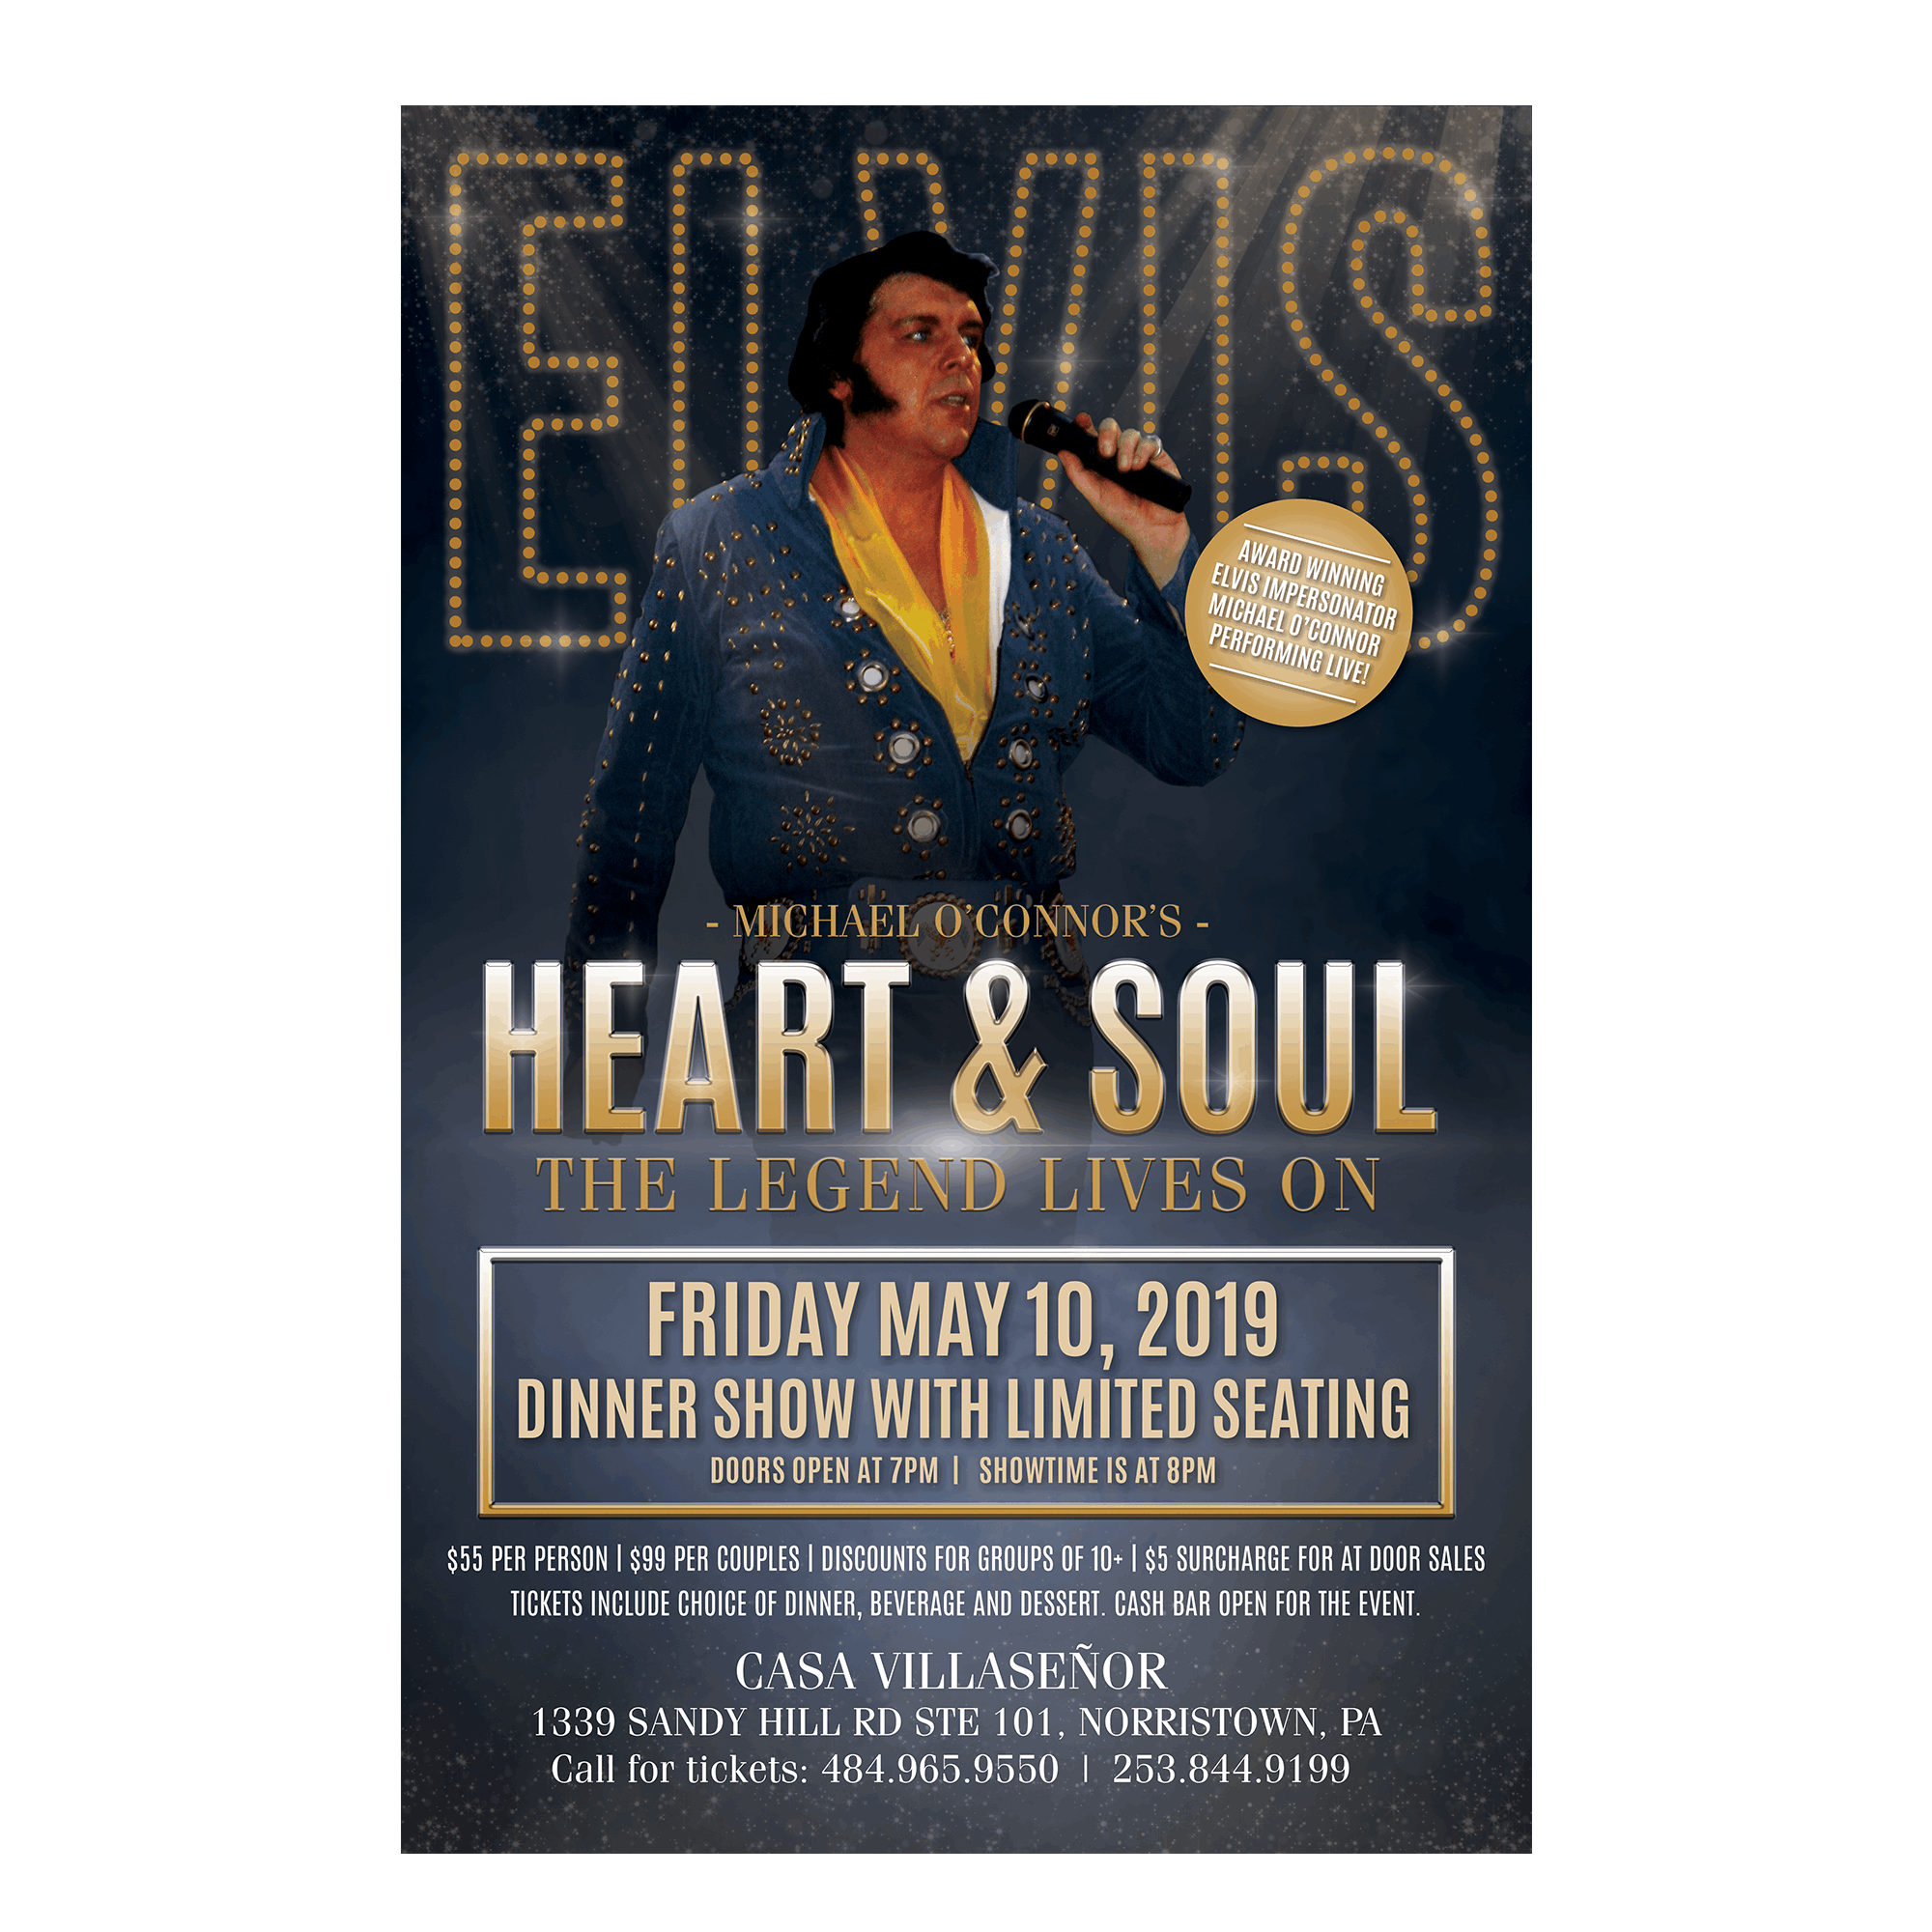 ELVIS
AWARD WINNING
ELVIS IMPERSONATOR
MICHAEL O'CONNOR
PERFORMING LIVE!
- MICHAEL O'CONNOR'S -
HEART & SOUL
THE LEGEND LIVES ON
FRIDAY MAY 10, 2019
DINNER SHOW WITH LIMITED SEATING
DOORS OPEN AT 7PM | SHOWTIME IS AT 8PM
$55 PER PERSON | $99 PER COUPLES | DISCOUNTS FOR GROUPS OF 10+ | $5 SURCHARGE FOR AT DOOR SALES
TICKETS INCLUDE CHOICE OF DINNER, BEVERAGE AND DESSERT. CASH BAR OPEN FOR THE EVENT.
CASA VILLASEÑOR
1339 SANDY HILL RD STE 101, NORRISTOWN, PA
Call for tickets: 484.965.9550 | 253.844.9199